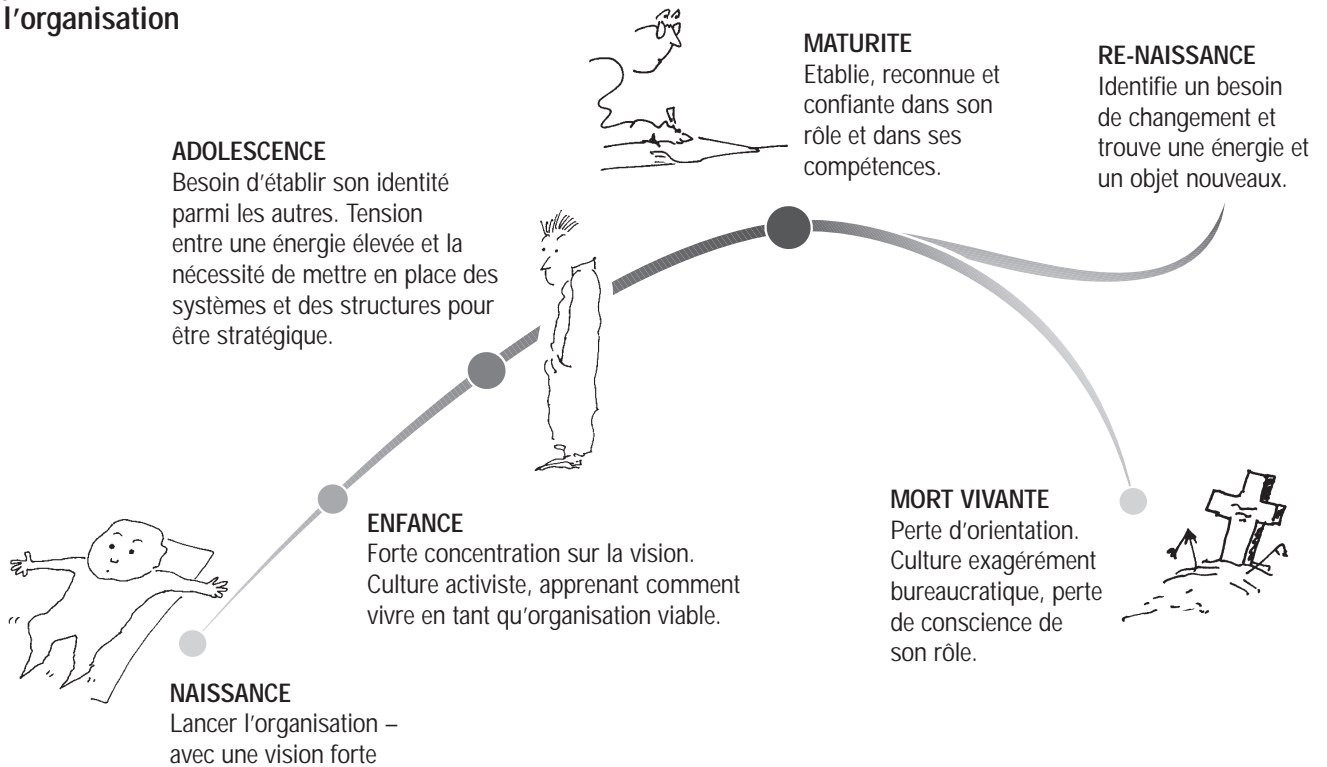 l'organisation
MATURITE
Etablie, reconnue et
confiante dans son
rôle et dans ses
compétences.
RE-NAISSANCE
Identifie un besoin
de changement et
trouve une énergie et
un objet nouveaux.
ADOLESCENCE
Besoin d'établir son identité
parmi les autres. Tension
entre une énergie élevée et la
nécessité de mettre en place des
systèmes et des structures pour
être stratégique.
ENFANCE
Forte concentration sur la vision.
Culture activiste, apprenant comment
vivre en tant qu'organisation viable.
MORT VIVANTE
Perte d'orientation.
Culture exagérément
bureaucratique, perte
de conscience de
son rôle.
NAISSANCE
Lancer l'organisation –
avec une vision forte